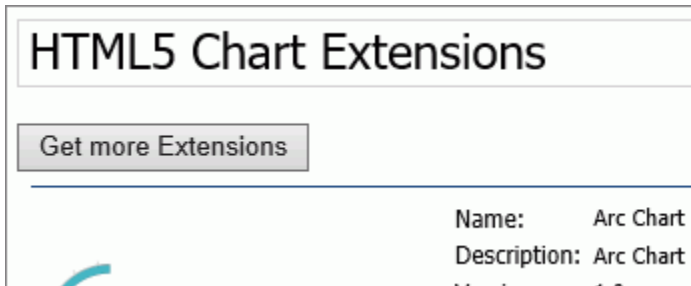 HTML5 Chart Extensions
Get more Extensions
Name: Arc Chart
Description: Arc Chart